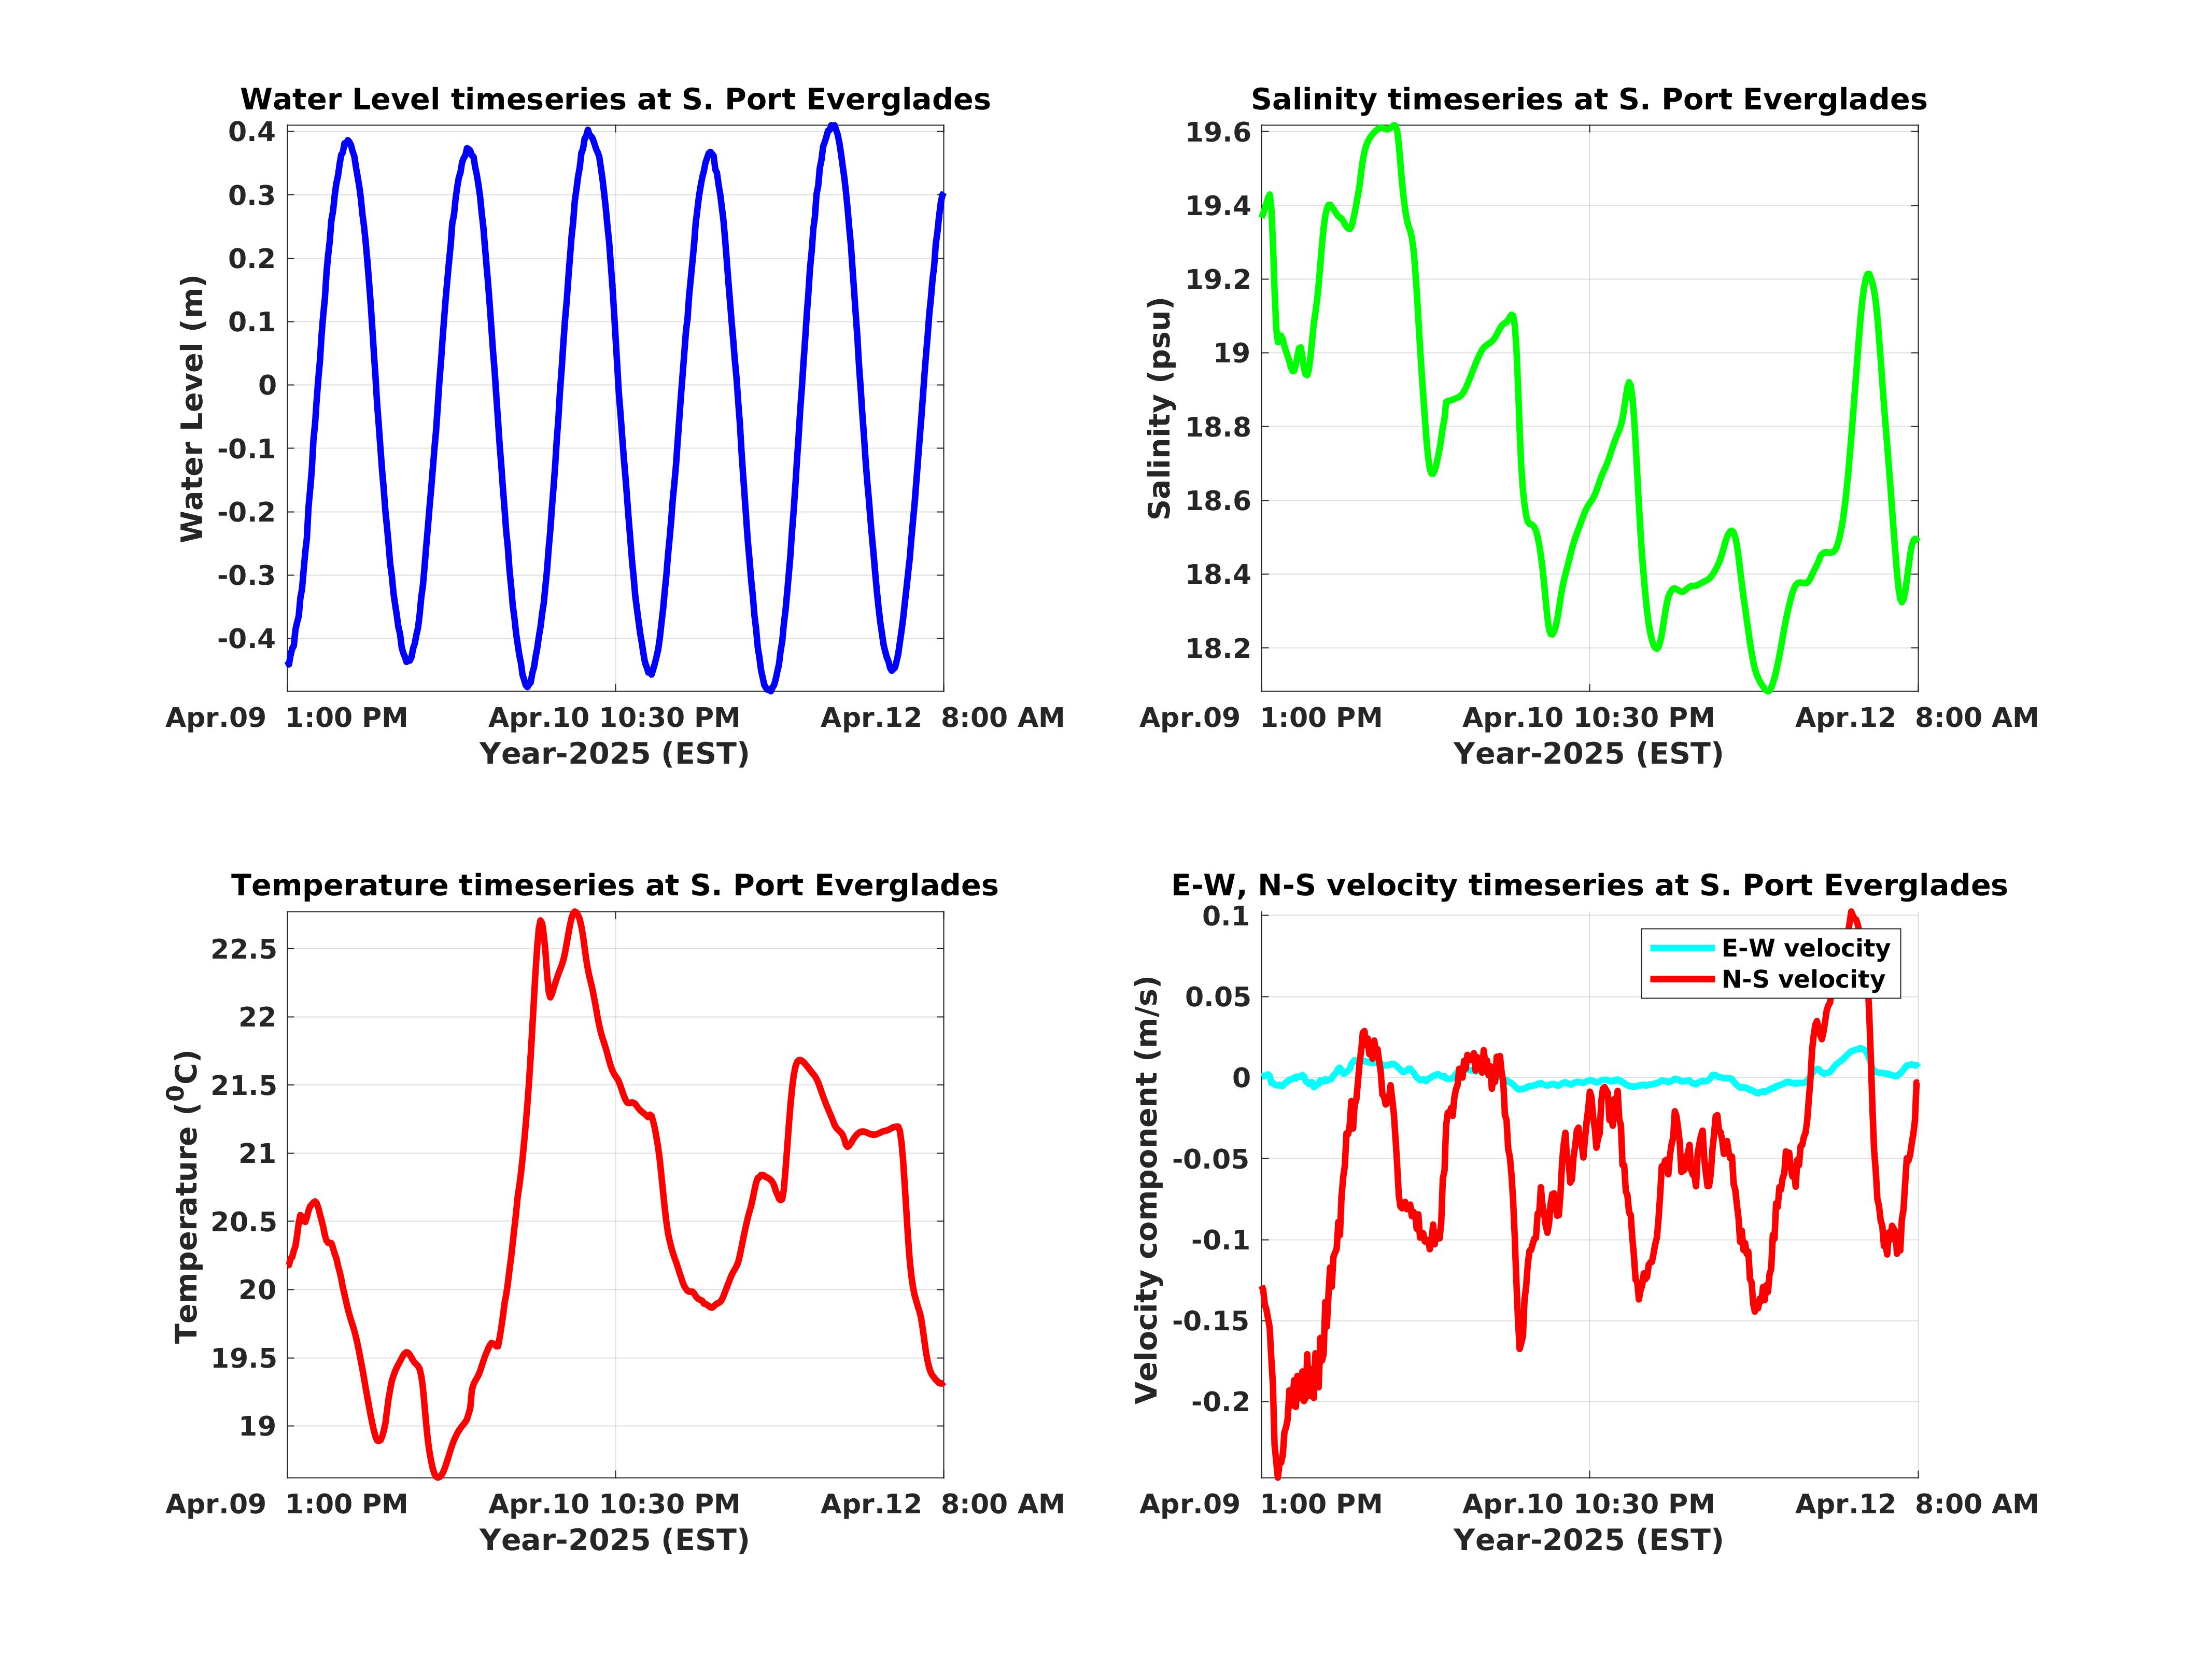 Water Level timeseries at S. Port Everglades
Water Level (m)
0.4
0.3
0.2
0.1
0
-0.1
-0.2
-0.3
-0.4
Apr.09 1:00 PM
Apr.10 10:30 PM
Apr.12 8:00 AM
Year-2025 (EST)
Salinity timeseries at S. Port Everglades
Salinity (psu)
19.6
19.4
19.2
19
18.8
18.6
18.4
18.2
Apr.09 1:00 PM
Apr.10 10:30 PM
Apr.12 8:00 AM
Year-2025 (EST)
Temperature timeseries at S. Port Everglades
Temperature (⁰C)
22.5
22
21.5
21
20.5
20
19.5
19
Apr.09 1:00 PM
Apr.10 10:30 PM
Apr.12 8:00 AM
Year-2025 (EST)
E-W, N-S velocity timeseries at S. Port Everglades
Velocity component (m/s)
0.1
0.05
0
-0.05
-0.1
-0.15
-0.2
E-W velocity
N-S velocity
Apr.09 1:00 PM
Apr.10 10:30 PM
Apr.12 8:00 AM
Year-2025 (EST)